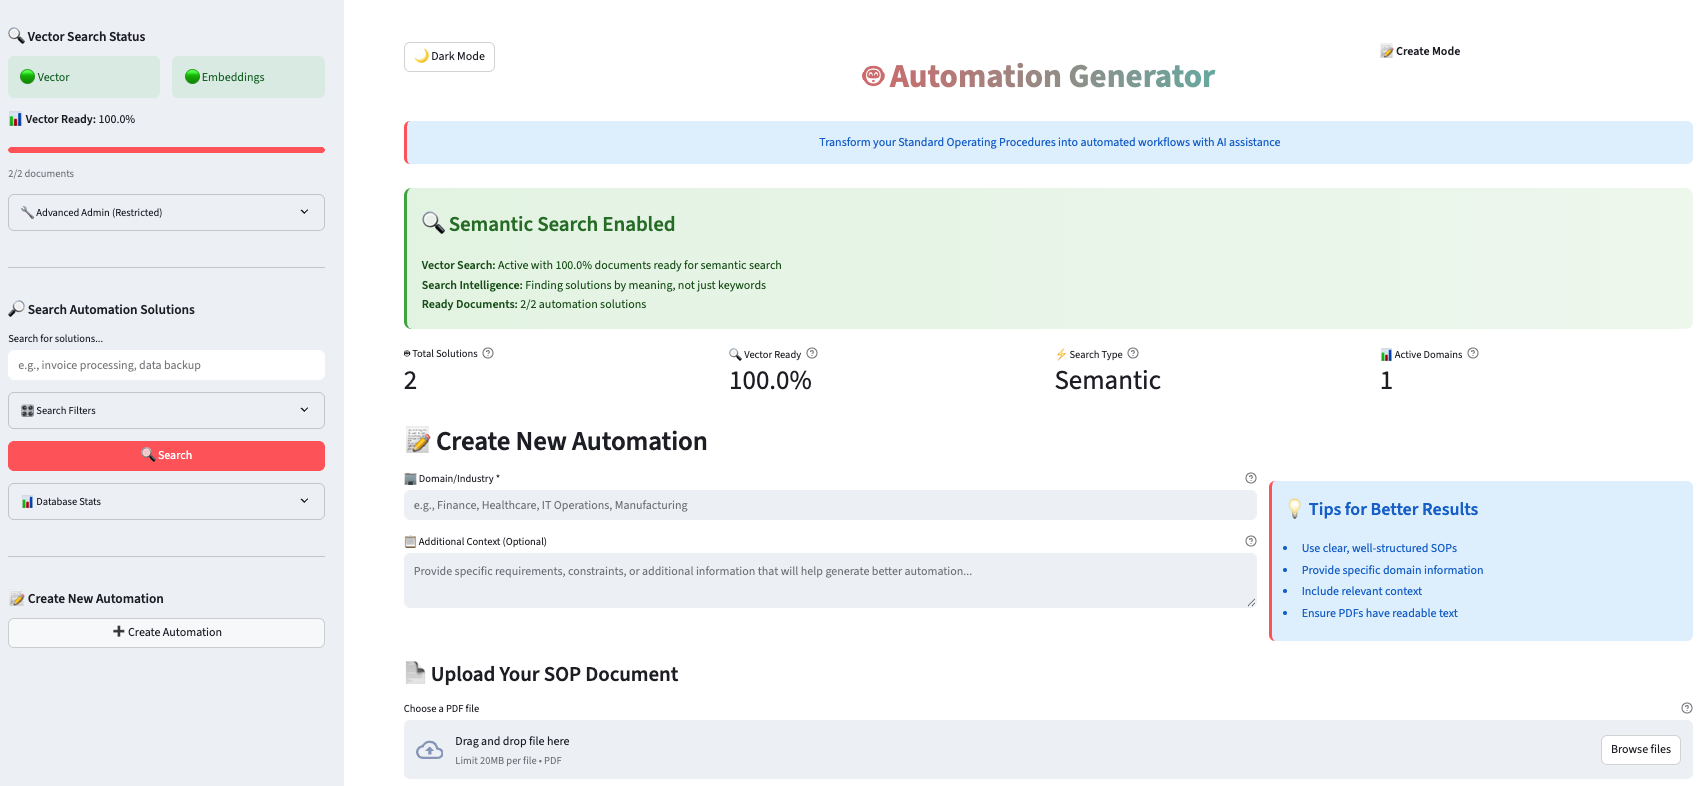 Vector Search Status
Vector
Embeddings
Vector Ready: 100.0%
2/2 documents
Advanced Admin (Restricted)
Search Automation Solutions
Search for solutions...
e.g., invoice processing, data backup
Search Filters
Search
Database Stats
Create New Automation
Create Automation
Dark Mode
Automation Generator
Create Mode
Transform your Standard Operating Procedures into automated workflows with AI assistance
Semantic Search Enabled
Vector Search: Active with 100.0% documents ready for semantic search
Search Intelligence: Finding solutions by meaning, not just keywords
Ready Documents: 2/2 automation solutions
Total Solutions
2
Vector Ready
100.0%
Search Type
Semantic
Active Domains
1
Create New Automation
Domain/Industry *
e.g., Finance, Healthcare, IT Operations, Manufacturing
Additional Context (Optional)
Provide specific requirements, constraints, or additional information that will help generate better automation...
Tips for Better Results
• Use clear, well-structured SOPs
• Provide specific domain information
• Include relevant context
• Ensure PDFs have readable text
Upload Your SOP Document
Choose a PDF file
Drag and drop file here
Limit 20MB per file • PDF
Browse files